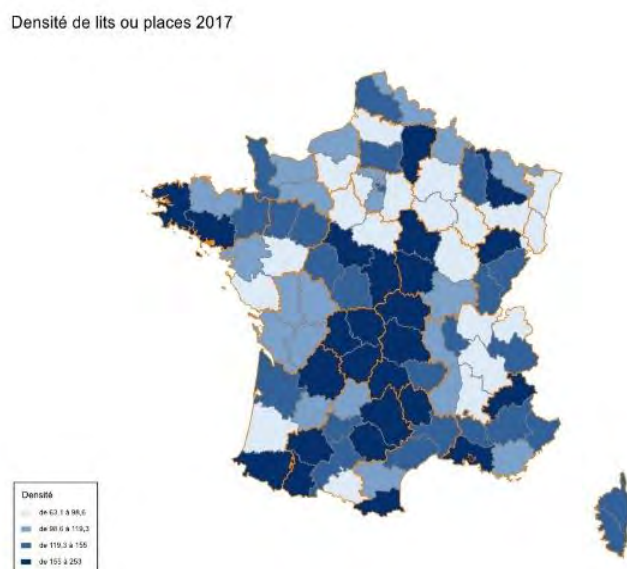 Densité de lits ou places 2017
Densité
de 63,1 à 98,6
de 98,6 à 119,3
de 119,3 à 155
de 155 à 253